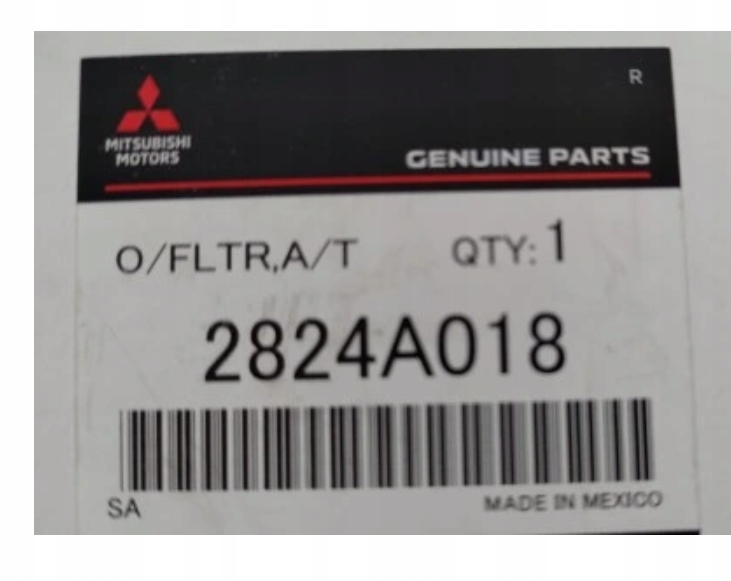 R
MITSUBISHI
MOTORS
GENUINE PARTS
O/FLTR,A/T QTY: 1
2824A018
SA MADE IN MEXICO